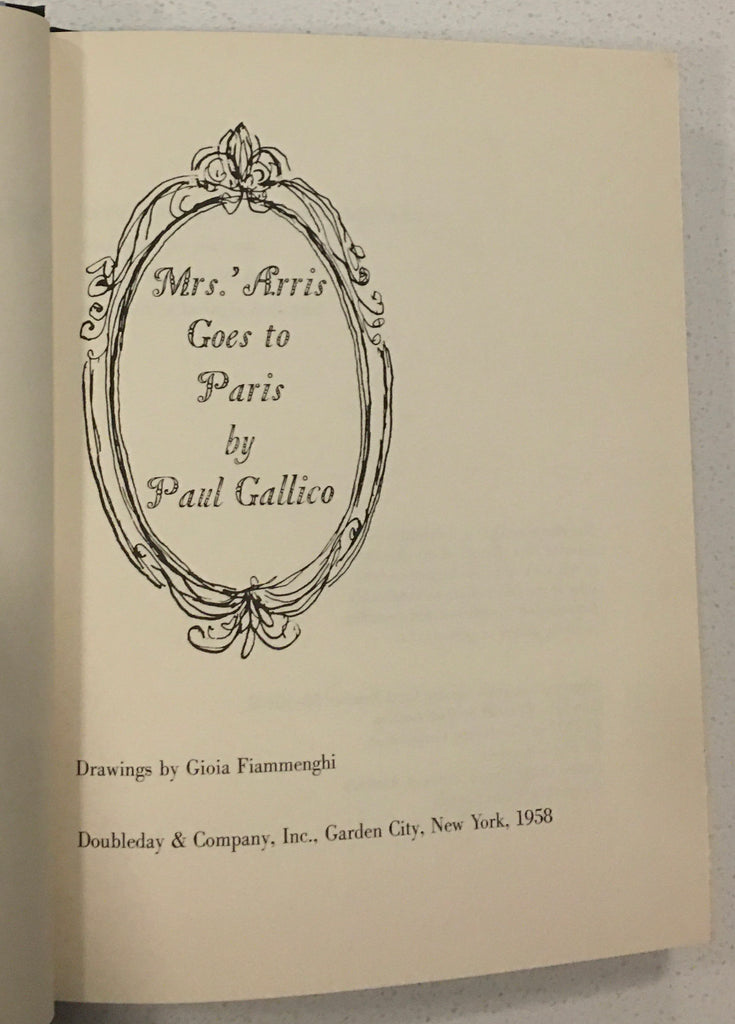 Mrs. 'Arris
Goes to
Paris
by
Paul Gallico
Drawings by Gioia Fiammenghi
Doubleday & Company, Inc., Garden City, New York, 1958